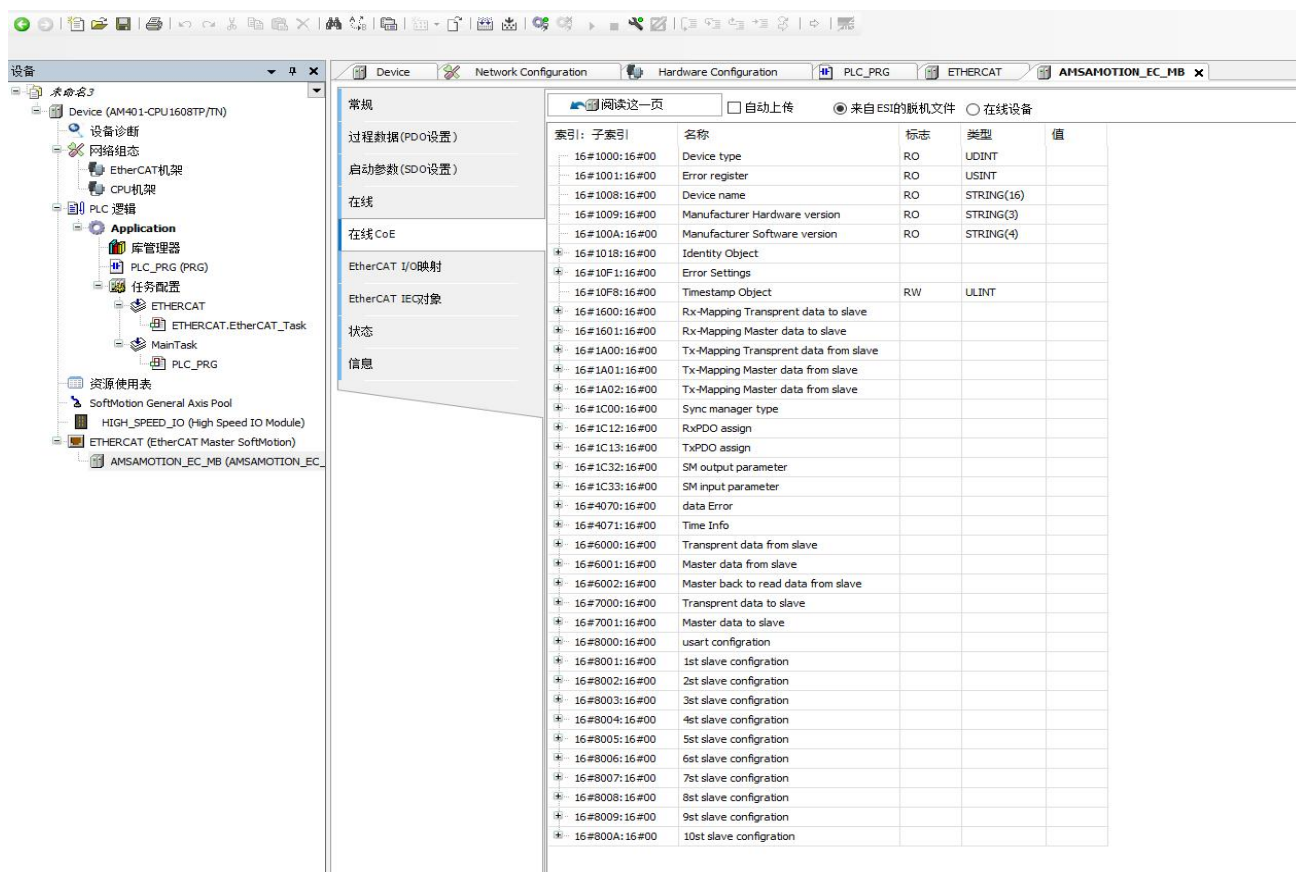 设备
Device
Network Configuration
Hardware Configuration
PLC_PRG
ETHERCAT
AMSAMOTION_EC_MB
未命名3
Device (AM401-CPU1608TP/TN)
设备诊断
网络组态
EtherCAT机架
CPU机架
PLC 逻辑
Application
库管理器
PLC_PRG (PRG)
任务配置
ETHERCAT
ETHERCAT.EtherCAT_Task
MainTask
PLC_PRG
资源使用表
SoftMotion General Axis Pool
HIGH_SPEED_IO (High Speed IO Module)
ETHERCAT (EtherCAT Master SoftMotion)
AMSAMOTION_EC_MB (AMSAMOTION_EC_
常规
过程数据(PDO设置)
启动参数(SDO设置)
在线
在线CoE
EtherCAT I/O映射
EtherCAT IEC对象
状态
信息
阅读这一页 自动上传 来自ESI的脱机文件 在线设备
索引: 子索引 名称 标志 类型 值
16#1000:16#00 Device type RO UDINT
16#1001:16#00 Error register RO USINT
16#1008:16#00 Device name RO STRING(16)
16#1009:16#00 Manufacturer Hardware version RO STRING(3)
16#100A:16#00 Manufacturer Software version RO STRING(4)
16#1018:16#00 Identity Object
16#10F1:16#00 Error Settings
16#10F8:16#00 Timestamp Object RW ULINT
16#1600:16#00 Rx-Mapping Transprent data to slave
16#1601:16#00 Rx-Mapping Master data to slave
16#1A00:16#00 Tx-Mapping Transprent data from slave
16#1A01:16#00 Tx-Mapping Master data from slave
16#1A02:16#00 Tx-Mapping Master data from slave
16#1C00:16#00 Sync manager type
16#1C12:16#00 RxPDO assign
16#1C13:16#00 TxPDO assign
16#1C32:16#00 SM output parameter
16#1C33:16#00 SM input parameter
16#4070:16#00 data Error
16#4071:16#00 Time Info
16#6000:16#00 Transprent data from slave
16#6001:16#00 Master data from slave
16#6002:16#00 Master back to read data from slave
16#7000:16#00 Transprent data to slave
16#7001:16#00 Master data to slave
16#8000:16#00 usart configration
16#8001:16#00 1st slave configration
16#8002:16#00 2st slave configration
16#8003:16#00 3st slave configration
16#8004:16#00 4st slave configration
16#8005:16#00 5st slave configration
16#8006:16#00 6st slave configration
16#8007:16#00 7st slave configration
16#8008:16#00 8st slave configration
16#8009:16#00 9st slave configration
16#800A:16#00 10st slave configration